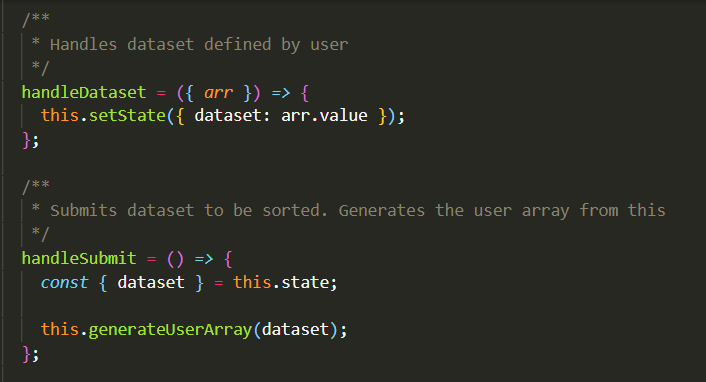 /**
 * Handles dataset defined by user
 */
handleDataset = ({ arr }) => {
  this.setState({ dataset: arr.value });
};

/**
 * Submits dataset to be sorted. Generates the user array from this
 */
handleSubmit = () => {
  const { dataset } = this.state;

  this.generateUserArray(dataset);
};